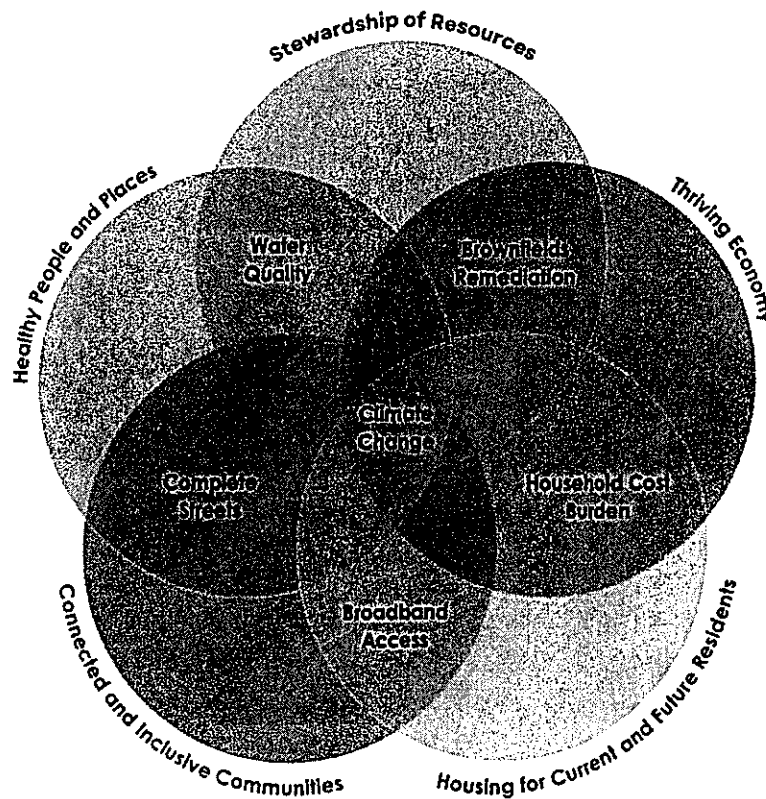 Stewardship of Resources
Healthy People and Places
Thriving Economy
Water
Quality
Brownfields
Remediation
Climate
Change
Complete
Streets
Household Cost
Burden
Broadband
Access
Connected and Inclusive Communities
Housing for Current and Future Residents